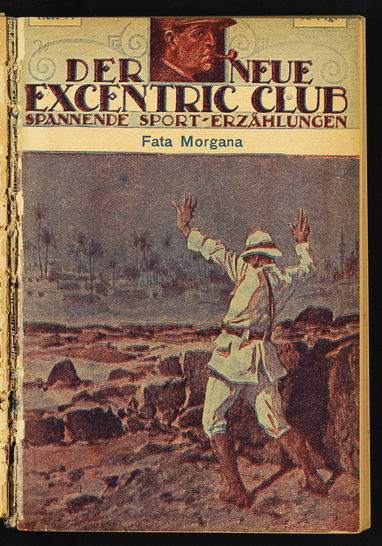 DER NEUE
EXCENTRIC CLUB
SPANNENDE SPORT-ERZÄHLUNGEN
Fata Morgana